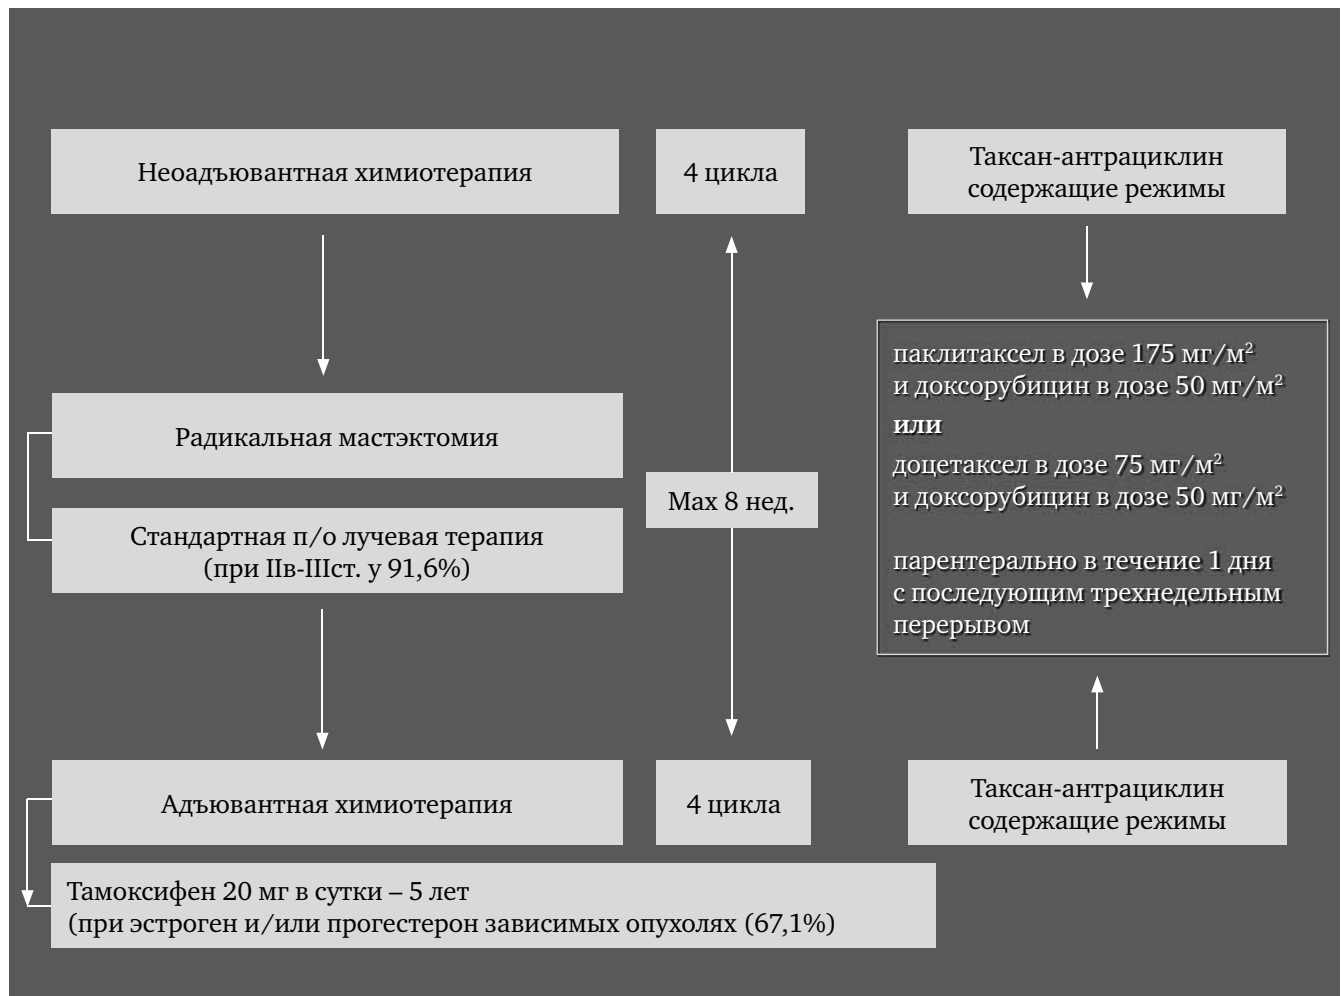 Неоадъювантная химиотерапия
4 цикла
Таксан-антрациклин
содержащие режимы
паклитаксел в дозе 175 мг/м²
и доксорубицин в дозе 50 мг/м²
или
доцетаксел в дозе 75 мг/м²
и доксорубицин в дозе 50 мг/м²
парентерально в течение 1 дня
с последующим трехнедельным
перерывом
Радикальная мастэктомия
Мах 8 нед.
Стандартная п/о лучевая терапия
(при IIв-IIIст. у 91,6%)
Адъювантная химиотерапия
4 цикла
Таксан-антрациклин
содержащие режимы
Тамоксифен 20 мг в сутки – 5 лет
(при эстроген и/или прогестерон зависимых опухолях (67,1%)